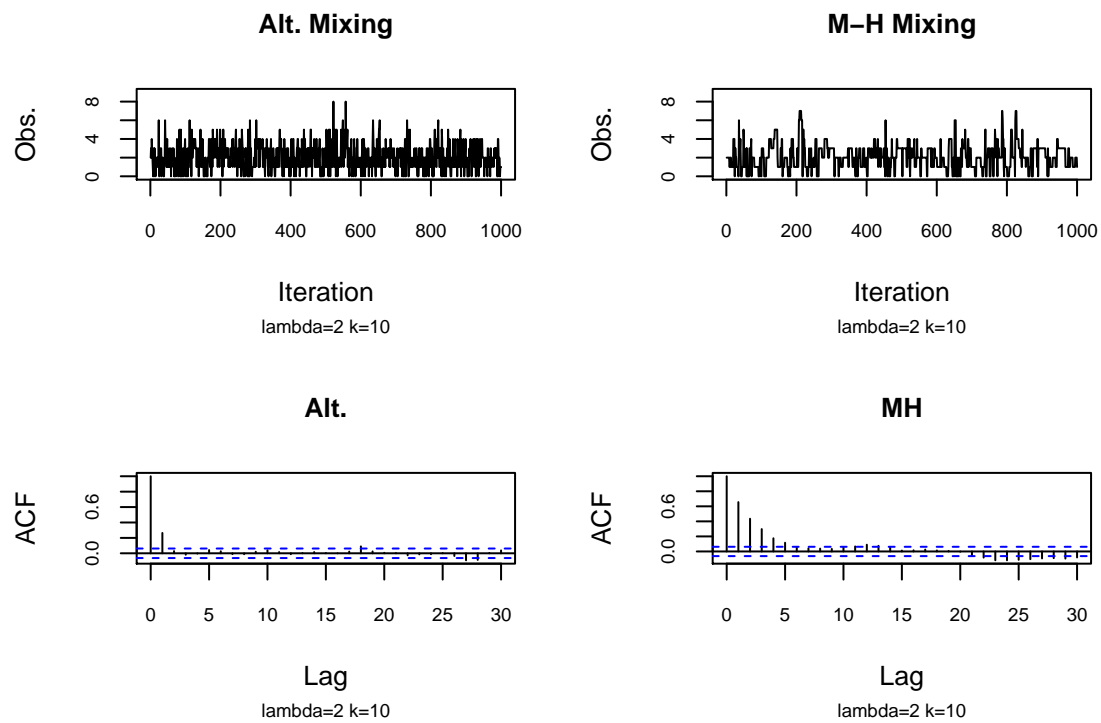 Alt. Mixing
Obs.
0 4 8
0 200 400 600 800 1000
Iteration
lambda=2 k=10
M−H Mixing
Obs.
0 4 8
0 200 400 600 800 1000
Iteration
lambda=2 k=10
Alt.
ACF
0.0 0.6
0 5 10 15 20 25 30
Lag
lambda=2 k=10
MH
ACF
0.0 0.6
0 5 10 15 20 25 30
Lag
lambda=2 k=10